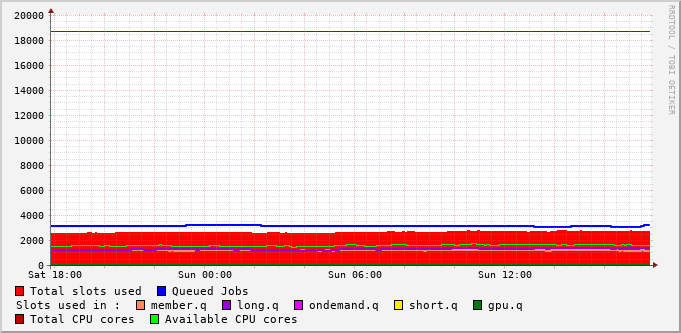 20000
18000
16000
14000
12000
10000
8000
6000
4000
2000
0
Sat 18:00 Sun 00:00 Sun 06:00 Sun 12:00
Total slots used Queued Jobs
Slots used in : member.q long.q ondemand.q short.q gpu.q
Total CPU cores Available CPU cores
RRDTOOL / TOBI OETIKER